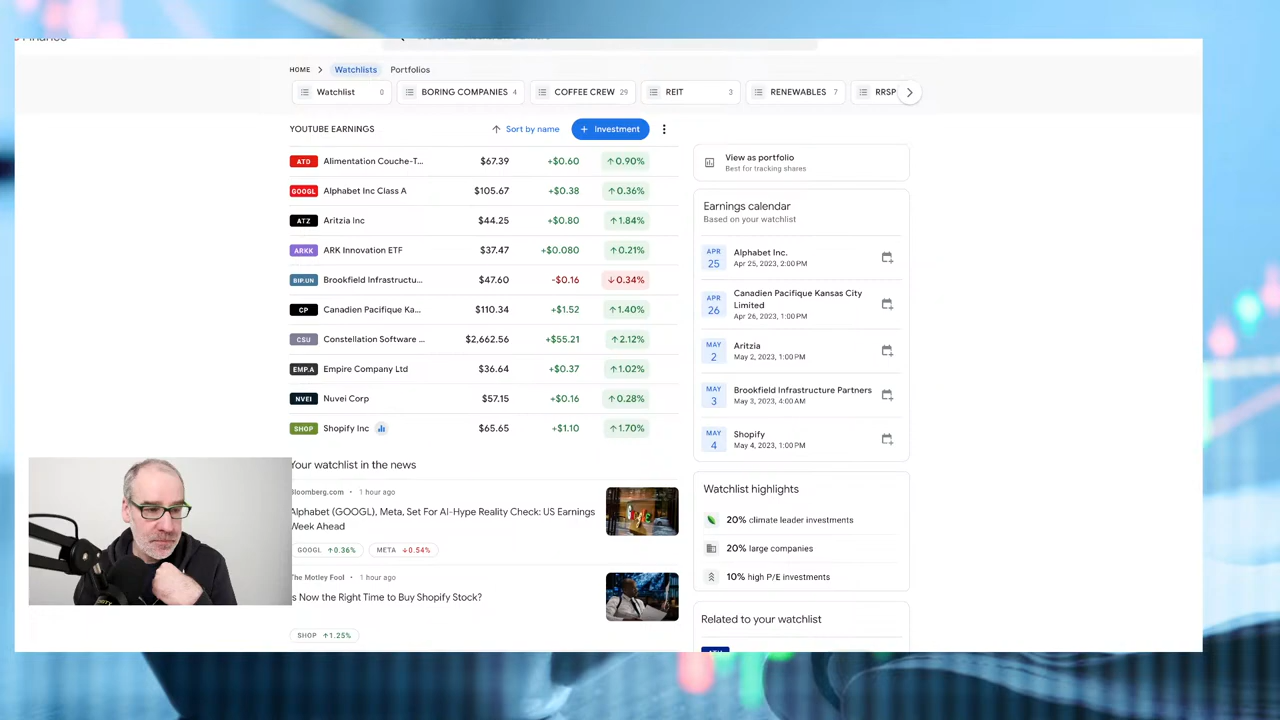 HOME
Watchlists
Portfolios
Watchlist 0
BORING COMPANIES 4
COFFEE CREW 29
REIT 3
RENEWABLES 7
RRSP
YOUTUBE EARNINGS
Sort by name
+ Investment
ATD Alimentation Couche-T... $67.39 +$0.60 ↑0.90%
GOOGL Alphabet Inc Class A $105.67 +$0.38 ↑0.36%
ATZ Aritzia Inc $44.25 +$0.80 ↑1.84%
ARKK ARK Innovation ETF $37.47 +$0.080 ↑0.21%
BIP.UN Brookfield Infrastructu... $47.60 -$0.16 ↓0.34%
CP Canadien Pacifique Ka... $110.34 +$1.52 ↑1.40%
CSU Constellation Software ... $2,662.56 +$55.21 ↑2.12%
EMP.A Empire Company Ltd $36.64 +$0.37 ↑1.02%
NVEI Nuvei Corp $57.15 +$0.16 ↑0.28%
SHOP Shopify Inc $65.65 +$1.10 ↑1.70%
Your watchlist in the news
Bloomberg.com • 1 hour ago
Alphabet (GOOGL), Meta, Set For AI-Hype Reality Check: US Earnings
Week Ahead
GOOGL ↑0.36%
META ↓0.54%
The Motley Fool • 1 hour ago
Is Now the Right Time to Buy Shopify Stock?
SHOP ↑1.25%
View as portfolio
Best for tracking shares
Earnings calendar
Based on your watchlist
APR
25
Alphabet Inc.
Apr 25, 2023, 2:00 PM
APR
26
Canadien Pacifique Kansas City
Limited
Apr 26, 2023, 1:00 PM
MAY
2
Aritzia
May 2, 2023, 1:00 PM
MAY
3
Brookfield Infrastructure Partners
May 3, 2023, 4:00 AM
MAY
4
Shopify
May 4, 2023, 1:00 PM
Watchlist highlights
20% climate leader investments
20% large companies
10% high P/E investments
Related to your watchlist